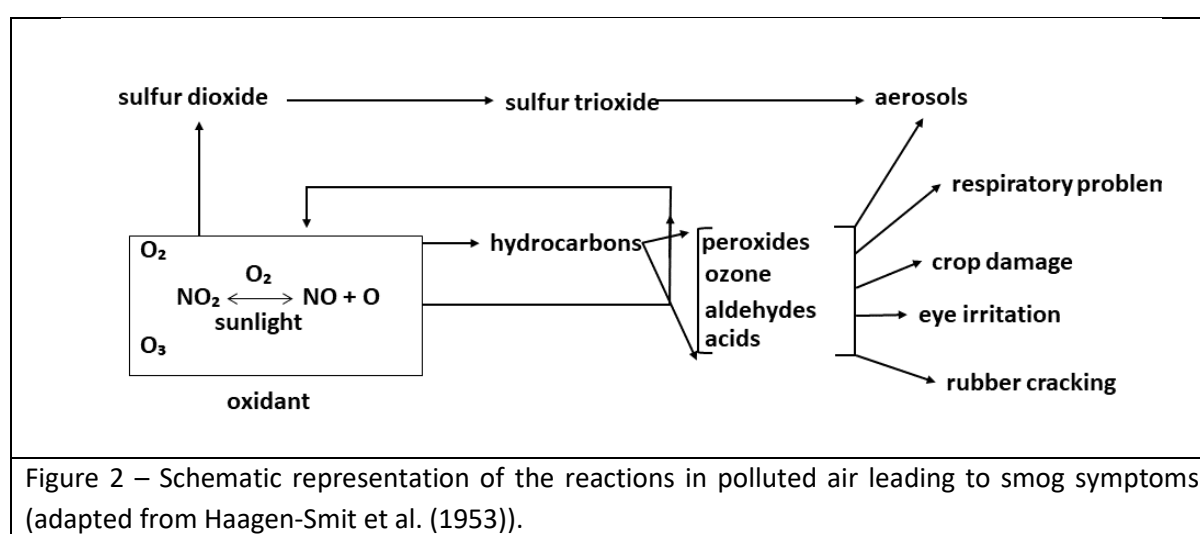 sulfur dioxide
sulfur trioxide
aerosols
respiratory problen
O₂
hydrocarbons
peroxides
O₂
ozone
crop damage
NO₂ ⟷ NO + O
sunlight
aldehydes
eye irritation
acids
O₃
rubber cracking
oxidant
Figure 2 – Schematic representation of the reactions in polluted air leading to smog symptoms
(adapted from Haagen-Smit et al. (1953)).